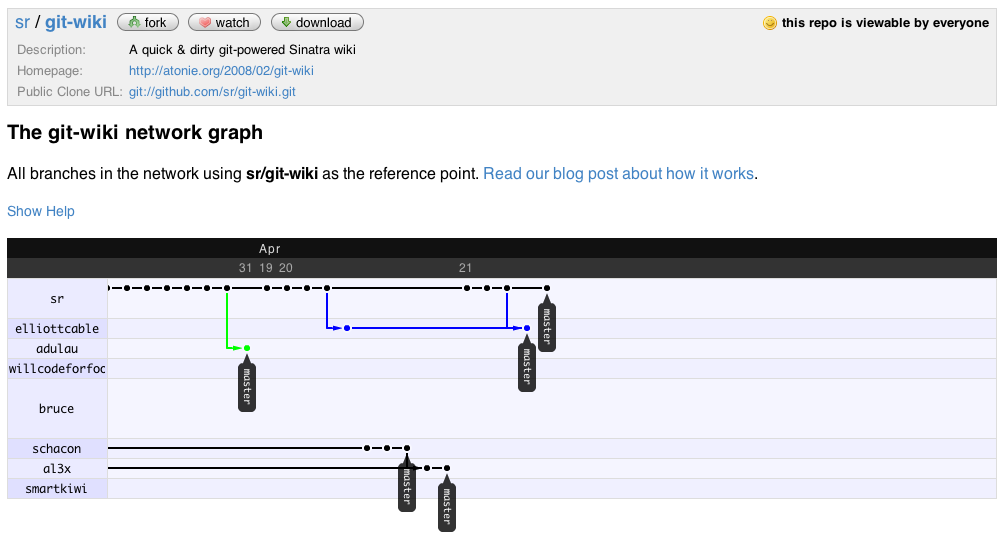 sr / git-wiki fork watch download this repo is viewable by everyone
Description: A quick & dirty git-powered Sinatra wiki
Homepage: http://atonie.org/2008/02/git-wiki
Public Clone URL: git://github.com/sr/git-wiki.git
The git-wiki network graph
All branches in the network using sr/git-wiki as the reference point. Read our blog post about how it works.
Show Help
Apr
31 19 20 21
sr
master
elliottcable
master
adulau
master
willcodeforfoo
bruce
schacon
master
al3x
master
smartkiwi